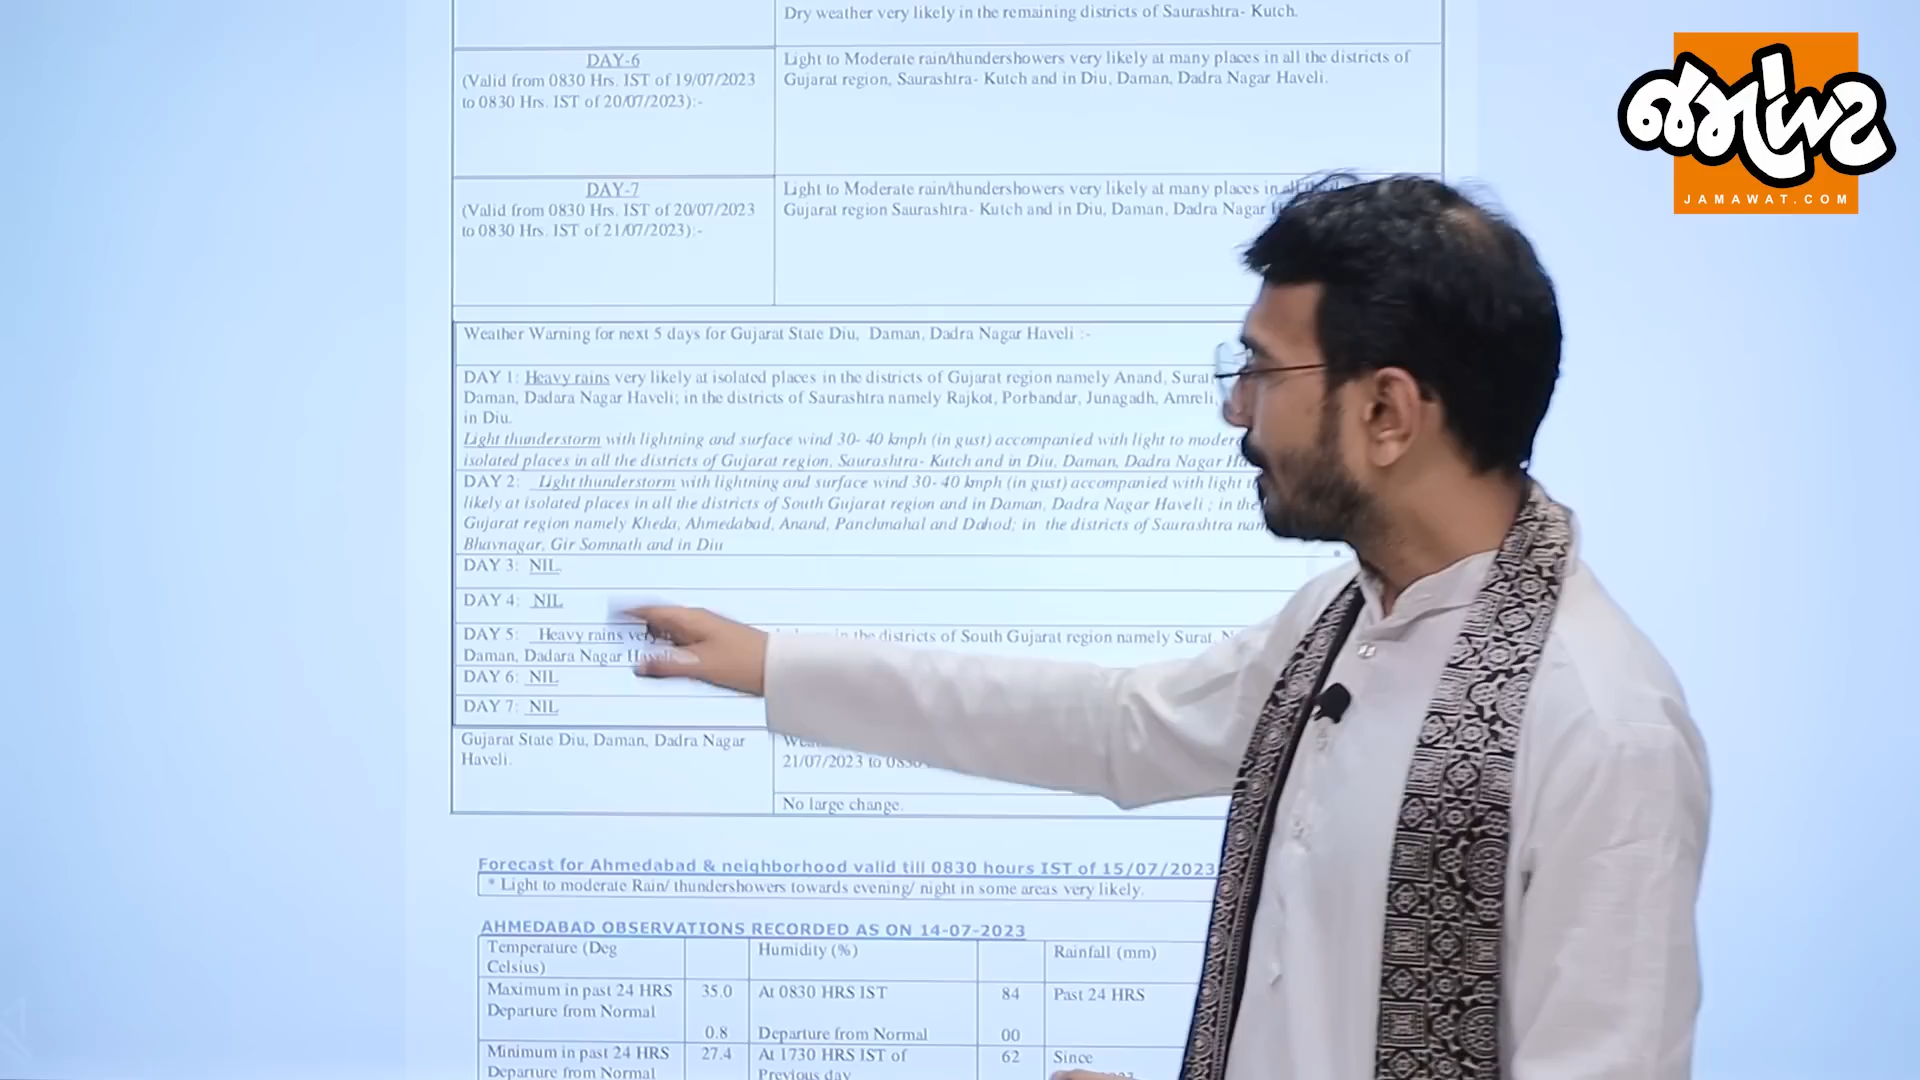 Dry weather very likely in the remaining districts of Saurashtra- Kutch.
DAY-6
(Valid from 0830 Hrs. IST of 19/07/2023
to 0830 Hrs. IST of 20/07/2023):-
Light to Moderate rain/thundershowers very likely at many places in all the districts of
Gujarat region, Saurashtra- Kutch and in Diu, Daman, Dadra Nagar Haveli.
જમાવટ
JAMAWAT.COM
DAY-7
(Valid from 0830 Hrs. IST of 20/07/2023
to 0830 Hrs. IST of 21/07/2023):-
Light to Moderate rain/thundershowers very likely at many places in
Gujarat region Saurashtra- Kutch and in Diu, Daman, Dadra Nagar
Weather Warning for next 5 days for Gujarat State Diu, Daman, Dadra Nagar Haveli :-
DAY 1: Heavy rains very likely at isolated places in the districts of Gujarat region namely Anand, Surat
Daman, Dadara Nagar Haveli; in the districts of Saurashtra namely Rajkot, Porbandar, Junagadh, Amreli,
in Diu.
Light thunderstorm with lightning and surface wind 30- 40 kmph (in gust) accompanied with light to
isolated places in all the districts of Gujarat region, Saurashtra- Kutch and in Diu, Daman, Dadra Nagar
DAY 2: Light thunderstorm with lightning and surface wind 30- 40 kmph (in gust) accompanied with light
likely at isolated places in all the districts of South Gujarat region and in Daman, Dadra Nagar Haveli ; in the
Gujarat region namely Kheda, Ahmedabad, Anand, Panchmahal and Dahod; in the districts of Saurashtra
Bhavnagar, Gir Somnath and in Diu
DAY 3: NIL.
DAY 4: NIL
DAY 5: Heavy rains very the districts of South Gujarat region namely Surat,
Daman, Dadara Nagar Haveli
DAY 6: NIL
DAY 7: NIL
Gujarat State Diu, Daman, Dadra Nagar
Haveli.
21/07/2023 to
No large change.
Forecast for Ahmedabad & neighborhood valid till 0830 hours IST of 15/07/2023
* Light to moderate Rain/ thundershowers towards evening/ night in some areas very likely.
AHMEDABAD OBSERVATIONS RECORDED AS ON 14-07-2023
Temperature (Deg
Celsius)
Humidity (%)
Rainfall (mm)
Maximum in past 24 HRS
Departure from Normal
35.0
0.8
At 0830 HRS IST
Departure from Normal
84
00
Past 24 HRS
Minimum in past 24 HRS
Departure from Normal
27.4
At 1730 HRS IST of
Previous day
62
Since